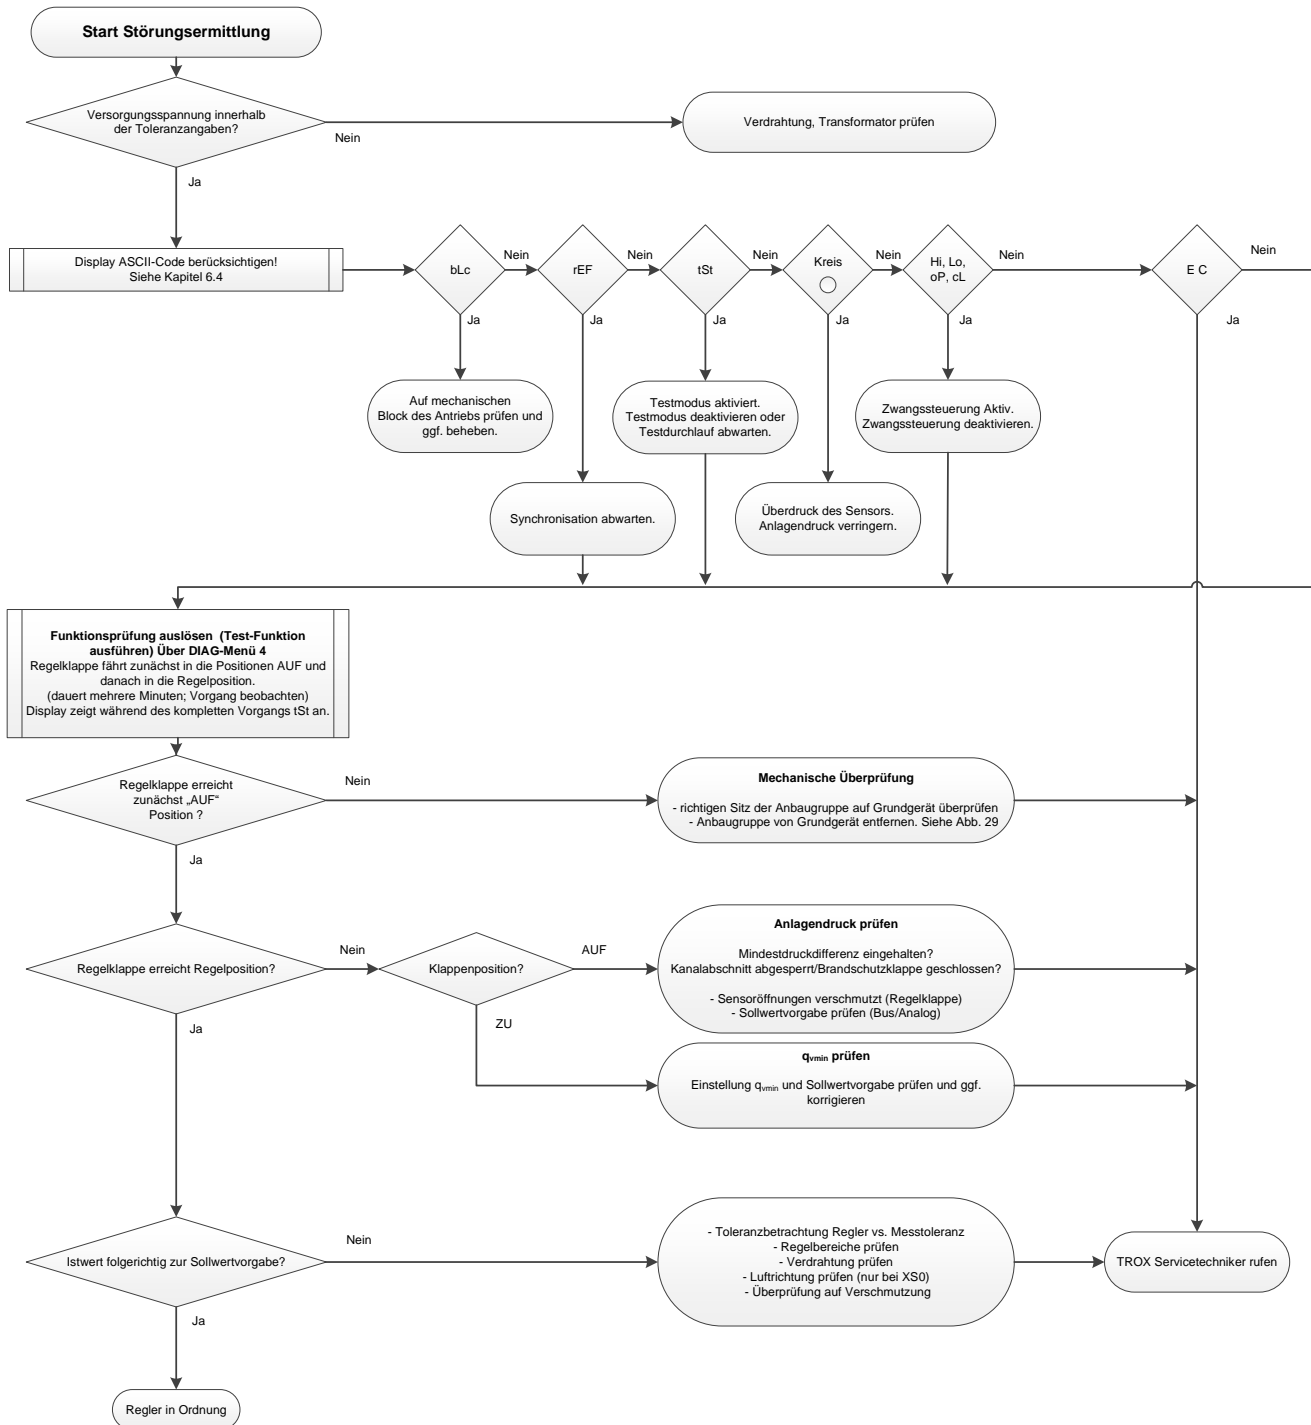 Start Störungsermittlung
Versorgungsspannung innerhalb
der Toleranzangaben?
Nein
Verdrahtung, Transformator prüfen
Ja
Display ASCII-Code berücksichtigen!
Siehe Kapitel 6.4
bLc
Nein
rEF
Nein
tSt
Nein
Kreis
Nein
Hi, Lo,
oP, cL
Nein
E C
Nein
Ja
Ja
Ja
Ja
Ja
Ja
Auf mechanischen
Block des Antriebs prüfen und
ggf. beheben.
Testmodus aktiviert.
Testmodus deaktivieren oder
Testdurchlauf abwarten.
Zwangssteuerung Aktiv.
Zwangssteuerung deaktivieren.
Synchronisation abwarten.
Überdruck des Sensors.
Anlagendruck verringern.
Funktionsprüfung auslösen (Test-Funktion
ausführen) Über DIAG-Menü 4
Regelklappe fährt zunächst in die Positionen AUF und
danach in die Regelposition.
(dauert mehrere Minuten; Vorgang beobachten)
Display zeigt während des kompletten Vorgangs tSt an.
Regelklappe erreicht
zunächst „AUF“
Position ?
Nein
Mechanische Überprüfung
- richtigen Sitz der Anbaugruppe auf Grundgerät überprüfen
- Anbaugruppe von Grundgerät entfernen. Siehe Abb. 29
Ja
Regelklappe erreicht Regelposition?
Nein
Klappenposition?
AUF
Anlagendruck prüfen
Mindestdruckdifferenz eingehalten?
Kanalabschnitt abgesperrt/Brandschutzklappe geschlossen?
- Sensoröffnungen verschmutzt (Regelklappe)
- Sollwertvorgabe prüfen (Bus/Analog)
Ja
ZU
qvmin prüfen
Einstellung qvmin und Sollwertvorgabe prüfen und ggf.
korrigieren
Istwert folgerichtig zur Sollwertvorgabe?
Nein
- Toleranzbetrachtung Regler vs. Messtoleranz
- Regelbereiche prüfen
- Verdrahtung prüfen
- Luftrichtung prüfen (nur bei XS0)
- Überprüfung auf Verschmutzung
TROX Servicetechniker rufen
Ja
Regler in Ordnung